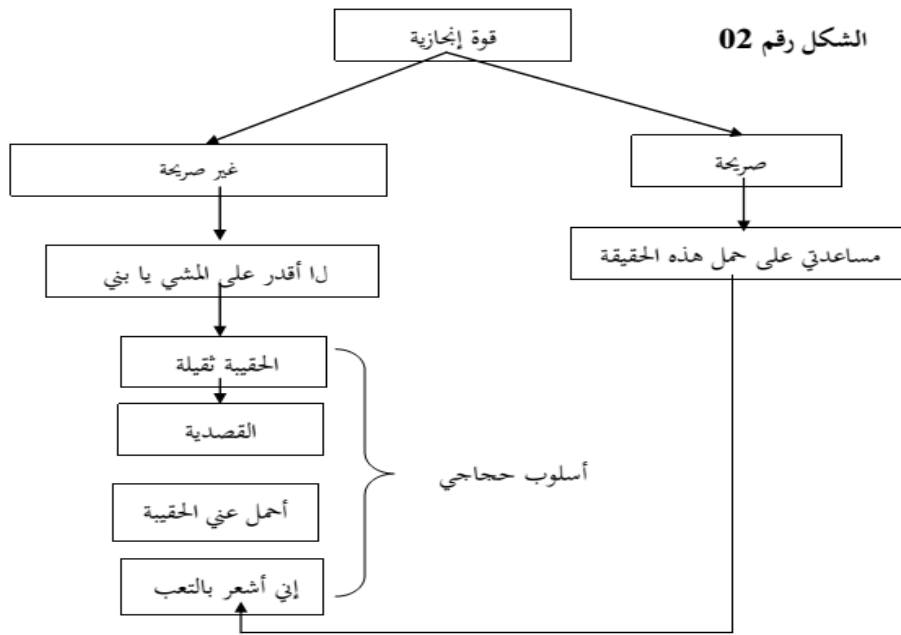 الشكل رقم 02
قوة إنجازية
صريحة
غير صريحة
مساعدتي على حمل هذه الحقيقة
لا أقدر على المشي يا بني
الحقيبة ثقيلة
القصدية
أسلوب حجاجي
أحمل عني الحقيبة
إني أشعر بالتعب